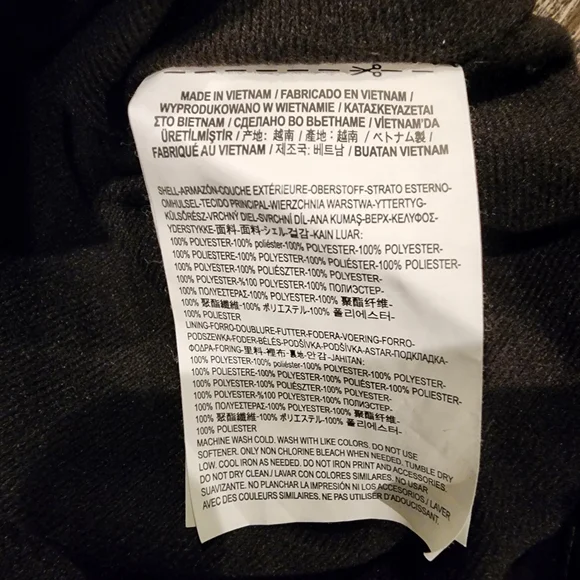 MADE IN VIETNAM / FABRICADO EN VIETNAM /
WYPRODUKOWANO W WIETNAMIE / ΚΑΤΑΣΚΕΥΑΖΕΤΑΙ
ΣΤΟ ΒΙΕΤΝΑΜ / СДЕЛАНО ВО ВЬЕТНАМЕ / VİETNAM'DA
ÜRETİLMİŞTİR / 产地: 越南 / 產地: 越南 / ベトナム製 /
FABRIQUÉ AU VIETNAM / 제조국: 베트남 / BUATAN VIETNAM
SHELL-ARMAZÓN-COUCHE EXTÉRIEURE-OBERSTOFF-STRATO ESTERNO-
OMHULSEL-TECIDO PRINCIPAL-WIERZCHNIA WARSTWA-YTTERTYG-
KÜLSŐRÉSZ-VRCHNÝ DIEL-SVRCHNÍ DÍL-ANA KUMAŞ-ВЕРХ-ΚΕΛΥΦΟΣ-
YDERSTYKKE-面料-面料-シェル-겉감-KAIN LUAR:
100% POLYESTER-100% poliéster-100% POLYESTER-100% POLYESTER-
100% POLIESTERE-100% POLYESTER-100% POLIÉSTER-100% POLIESTER-
100% POLYESTER-100% POLIÉSZTER-100% POLYESTER-
100% POLYESTER-%100 POLYESTER-100% ПОЛИЭСТЕР-
100% ΠΟΛΥΕΣΤΕΡΑΣ-100% POLYESTER-100% 聚酯纤维-
100% 聚酯纖維-100% ポリエステル-100% 폴리에스터-
100% POLIESTER
LINING-FORRO-DOUBLURE-FUTTER-FODERA-VOERING-FORRO-
PODSZEWKA-FODER-BÉLÉS-PODŠÍVKA-PODŠÍVKA-ASTAR-ПОДКЛАДКА-
ΦΟΔΡΑ-FORING-里料-裡布-裏地-안감-JAHITAN:
100% POLYESTER-100% poliéster-100% POLYESTER-100% POLYESTER-
100% POLIESTERE-100% POLYESTER-100% POLIÉSTER-100% POLIESTER-
100% POLYESTER-100% POLIÉSZTER-100% POLYESTER-
100% POLYESTER-%100 POLYESTER-100% ПОЛИЭСТЕР-
100% ΠΟΛΥΕΣΤΕΡΑΣ-100% POLYESTER-100% 聚酯纤维-
100% 聚酯纖維-100% ポリエステル-100% 폴리에스터-
100% POLIESTER
MACHINE WASH COLD. WASH WITH LIKE COLORS. DO NOT USE
SOFTENER. ONLY NON CHLORINE BLEACH WHEN NEEDED. TUMBLE DRY
LOW. COOL IRON AS NEEDED. DO NOT IRON PRINT AND ACCESSORIES.
DO NOT DRY CLEAN / LAVAR CON COLORES SIMILARES. NO USAR
SUAVIZANTE. NO PLANCHAR LA IMPRESIÓN NI LOS ACCESORIOS / LAVER
AVEC DES COULEURS SIMILAIRES. NE PAS UTILISER D'ADOUCISSANT.